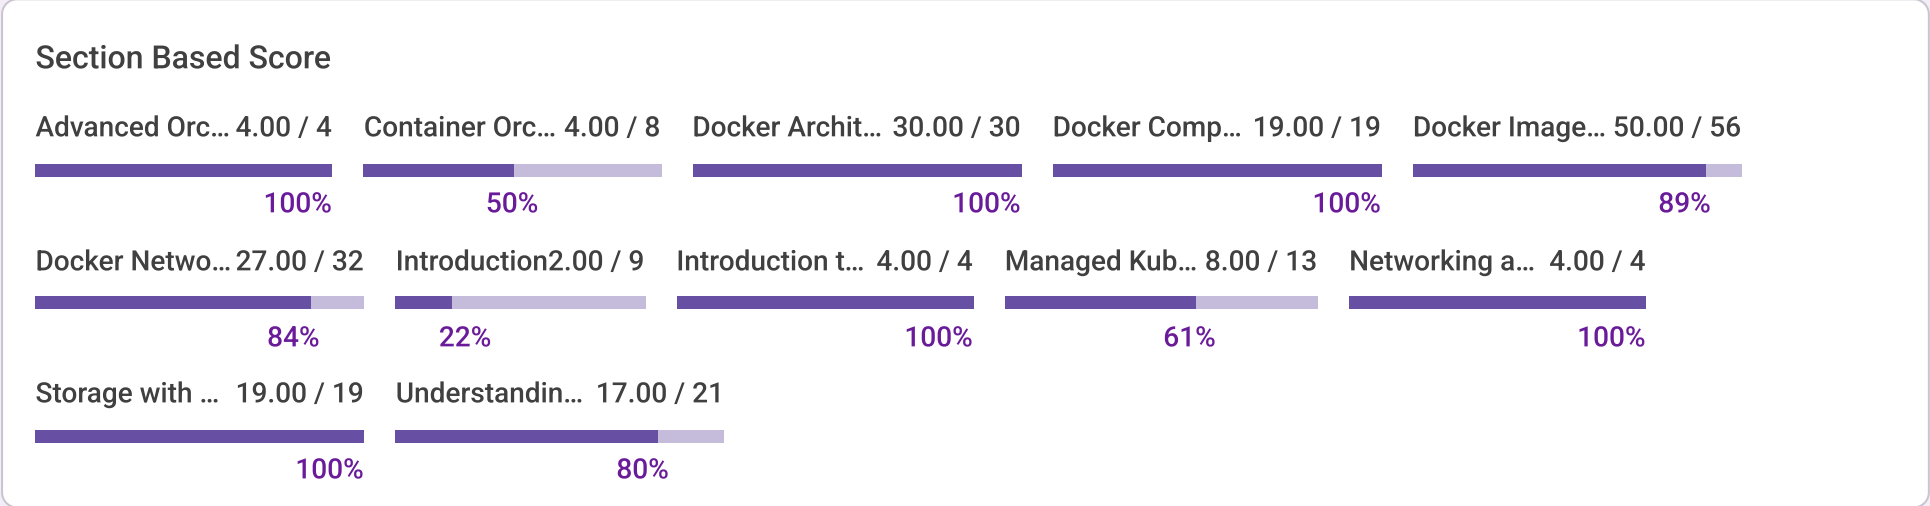 Section Based Score
Advanced Orc... 4.00 / 4 Container Orc... 4.00 / 8 Docker Archit... 30.00 / 30 Docker Comp... 19.00 / 19 Docker Image... 50.00 / 56
100% 50% 100% 100% 89%
Docker Netwo... 27.00 / 32 Introduction2.00 / 9 Introduction t... 4.00 / 4 Managed Kub... 8.00 / 13 Networking a... 4.00 / 4
84% 22% 100% 61% 100%
Storage with ... 19.00 / 19 Understandin... 17.00 / 21
100% 80%